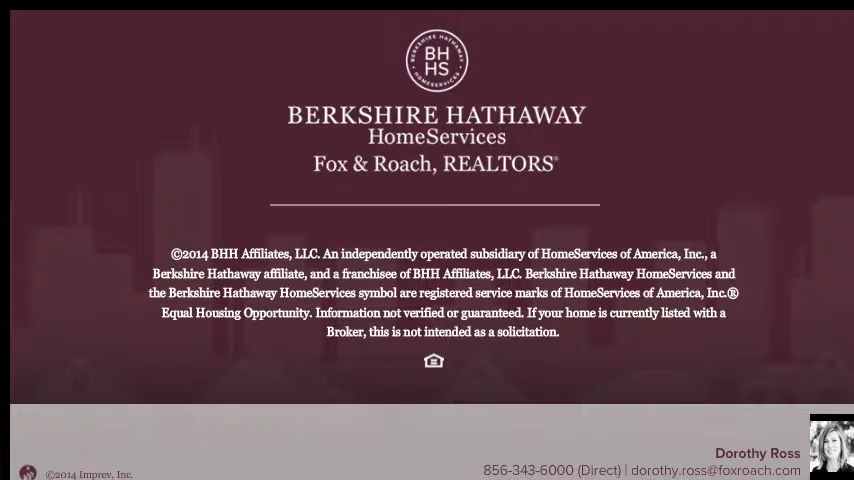 BERKSHIRE HATHAWAY
BH
HS
HOMESERVICES
BERKSHIRE HATHAWAY
HomeServices
Fox & Roach, REALTORS®
©2014 BHH Affiliates, LLC. An independently operated subsidiary of HomeServices of America, Inc., a
Berkshire Hathaway affiliate, and a franchisee of BHH Affiliates, LLC. Berkshire Hathaway HomeServices and
the Berkshire Hathaway HomeServices symbol are registered service marks of HomeServices of America, Inc.®
Equal Housing Opportunity. Information not verified or guaranteed. If your home is currently listed with a
Broker, this is not intended as a solicitation.
Dorothy Ross
856-343-6000 (Direct) | dorothy.ross@foxroach.com
©2014 Imprev, Inc.